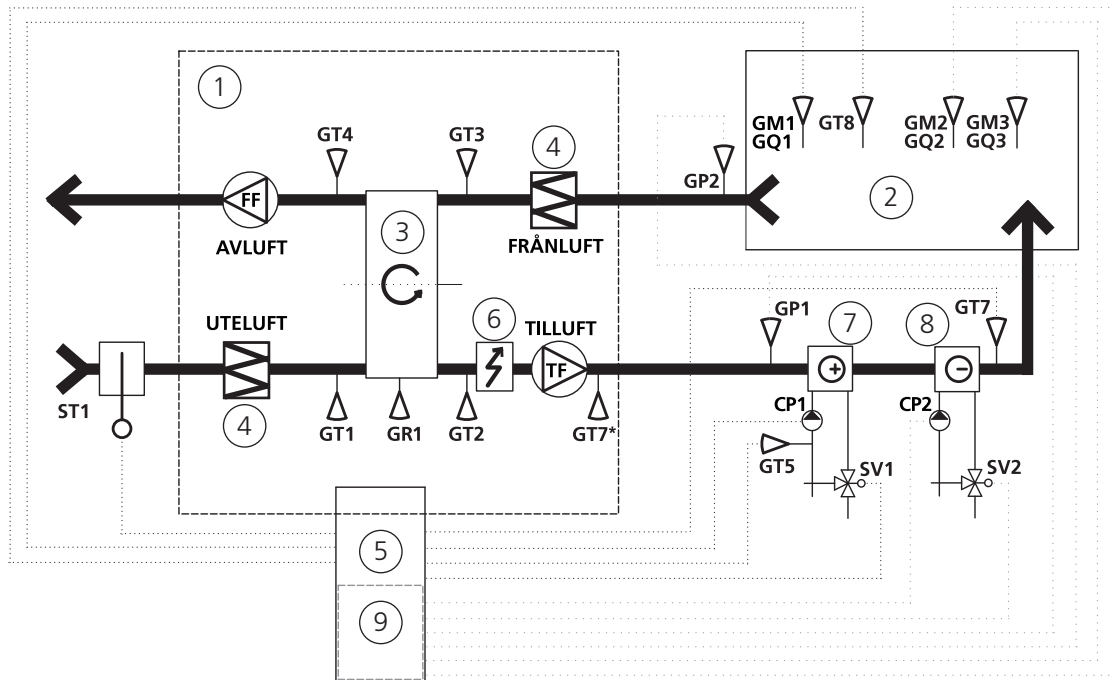 1
GM1
GQ1
GT8
GM2
GQ2
GM3
GQ3
GT4
GT3
4
GP2
2
FF
3
AVLUFT
FRÅNLUFT
UTELUFT
6
TILLUFT
GP1
7
8
GT7
TF
+
−
ST1
4
GT1
GR1
GT2
GT7*
CP1
CP2
GT5
SV1
SV2
5
9